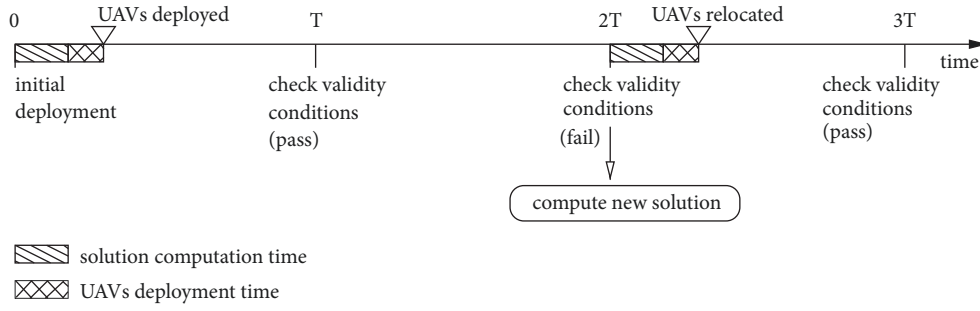 0
UAVs deployed
T
2T
UAVs relocated
3T
time
initial
deployment
check validity
conditions
(pass)
check validity
conditions
(fail)
check validity
conditions
(pass)
compute new solution
solution computation time
UAVs deployment time